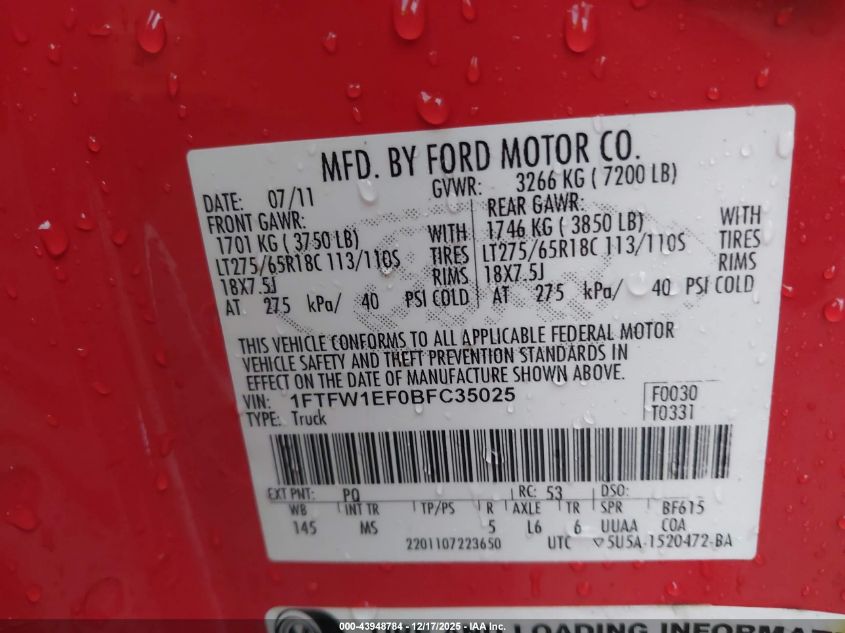 MFD. BY FORD MOTOR CO.
DATE: 07/11 GVWR: 3266 KG ( 7200 LB)
FRONT GAWR: REAR GAWR:
1701 KG ( 3750 LB) WITH 1746 KG ( 3850 LB) WITH
LT275/65R18C 113/110S TIRES LT275/65R18C 113/110S TIRES
18X7.5J RIMS 18X7.5J RIMS
AT 275 kPa/ 40 PSI COLD AT 275 kPa/ 40 PSI COLD
THIS VEHICLE CONFORMS TO ALL APPLICABLE FEDERAL MOTOR
VEHICLE SAFETY AND THEFT PREVENTION STANDARDS IN
EFFECT ON THE DATE OF MANUFACTURE SHOWN ABOVE.
VIN: 1FTFW1EF0BFC35025 F0030
TYPE: Truck T0331
EXT PNT: PQ RC: 53 DSO:
WB INT TR TP/PS R AXLE TR SPR BF615
145 MS 5 L6 6 UUAA COA
2201107223650 UTC ▽5U5A-1520472-BA
LOADING INFORMA
000-43948784 - 12/17/2025 - IAA Inc.